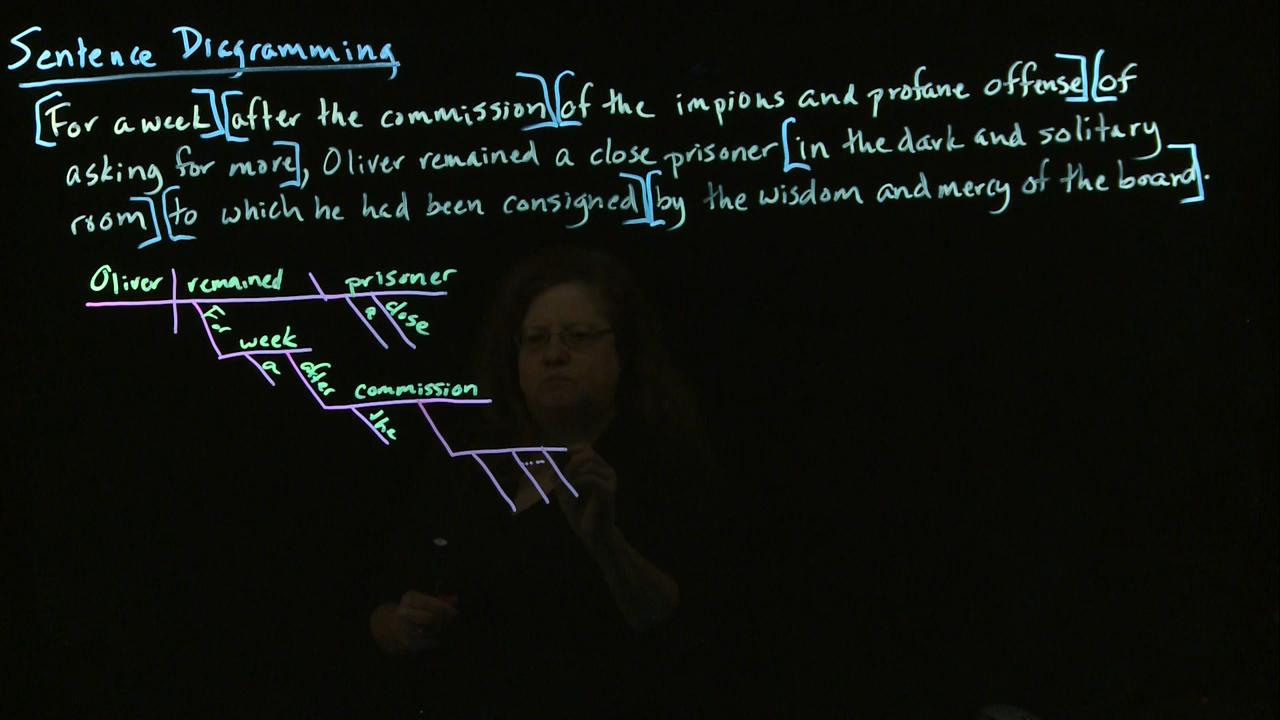 Sentence Diagramming
[For a week][after the commission][of the impious and profane offense][of
asking for more], Oliver remained a close prisoner [in the dark and solitary
room][to which he had been consigned][by the wisdom and mercy of the board].
Oliver remained prisoner
For a close
week
a after
commission
the
...